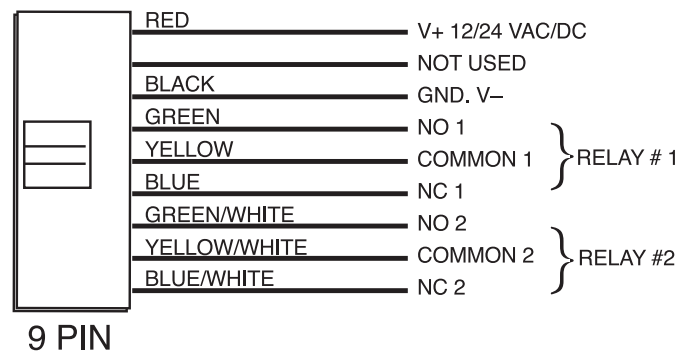 RED V+ 12/24 VAC/DC
NOT USED
BLACK GND. V–
GREEN NO 1
YELLOW COMMON 1 RELAY # 1
BLUE NC 1
GREEN/WHITE NO 2
YELLOW/WHITE COMMON 2 RELAY #2
BLUE/WHITE NC 2
9 PIN